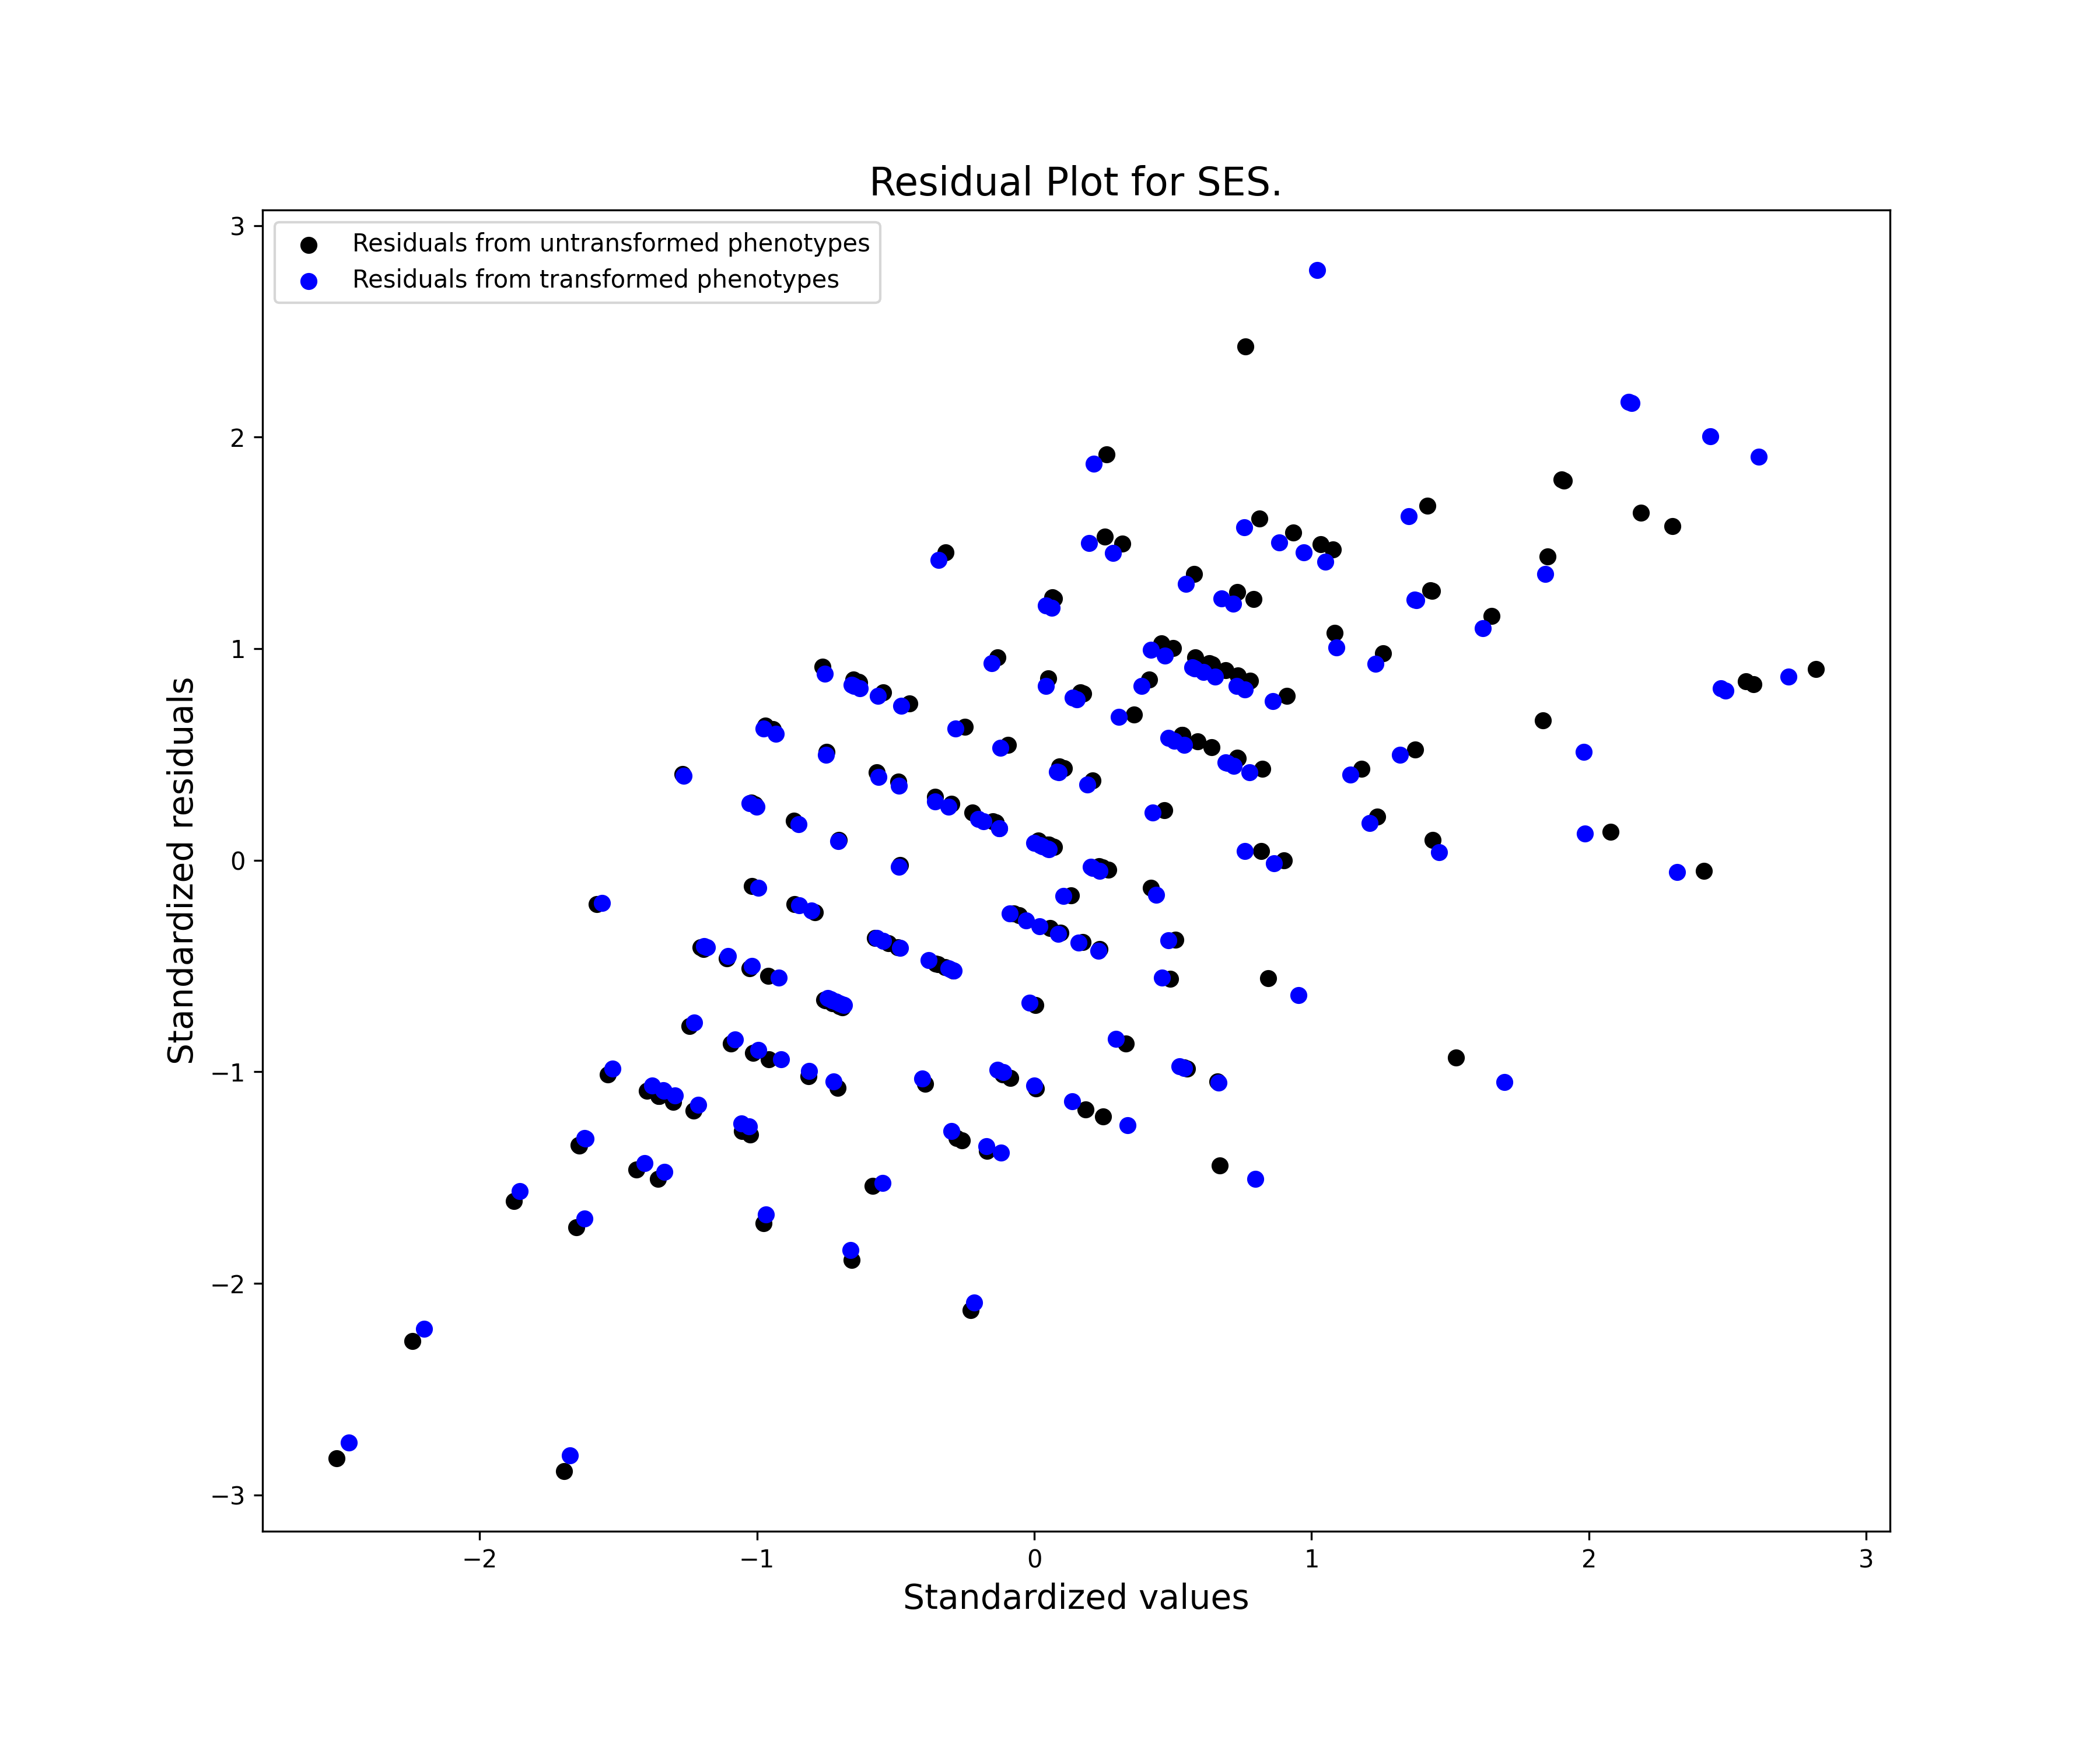 Residual Plot for SES.
Residuals from untransformed phenotypes
Residuals from transformed phenotypes
3
2
1
0
−1
−2
−3
Standardized residuals
−2 −1 0 1 2 3
Standardized values